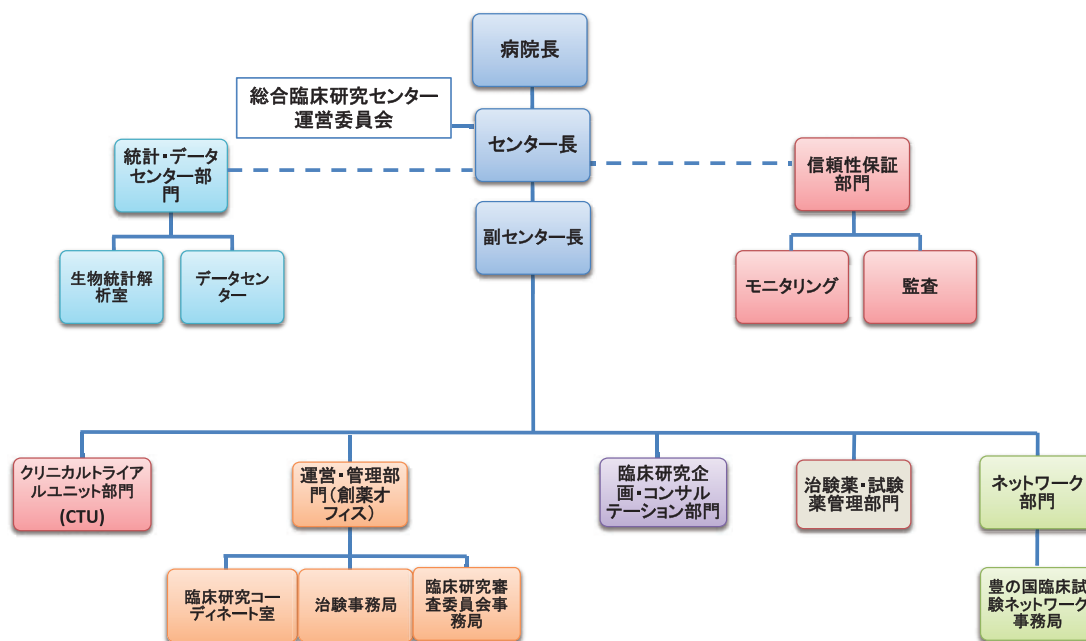 病院長
総合臨床研究センター
運営委員会
センター長
統計・データ
センター部
門
信頼性保証
部門
副センター長
生物統計解
析室
データセン
ター
モニタリング
監査
クリニカルトライア
ルユニット部門
(CTU)
運営・管理部
門(創薬オ
フィス)
臨床研究企
画・コンサル
テーション部門
治験薬・試験
薬管理部門
ネットワーク
部門
臨床研究コー
ディネート室
治験事務局
臨床研究審
査委員会事
務局
豊の国臨床試
験ネットワーク
事務局